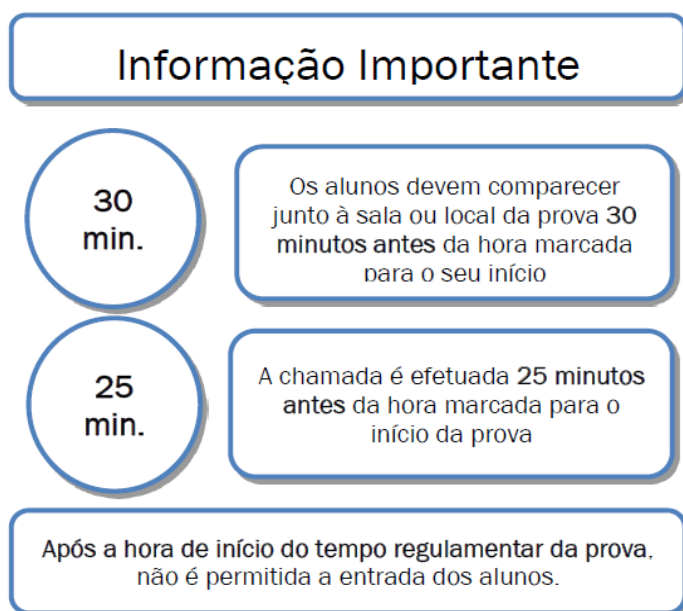 Informação Importante
30
min.
Os alunos devem comparecer
junto à sala ou local da prova 30
minutos antes da hora marcada
para o seu início
25
min.
A chamada é efetuada 25 minutos
antes da hora marcada para o
início da prova
Após a hora de início do tempo regulamentar da prova,
não é permitida a entrada dos alunos.